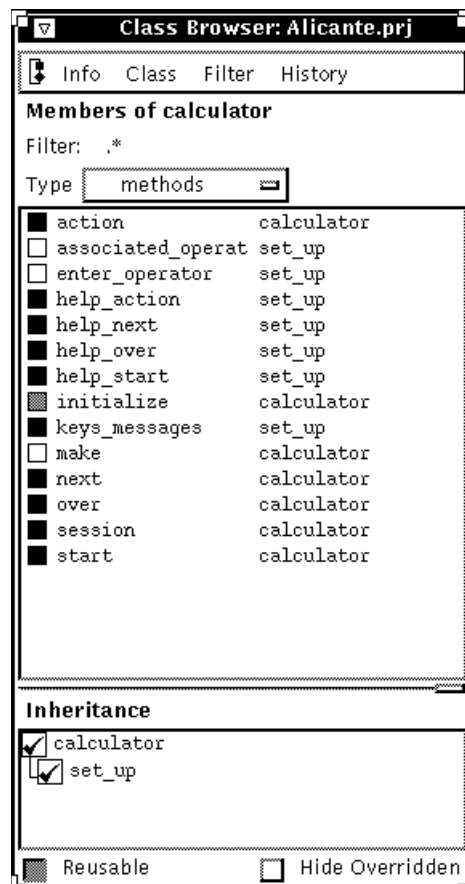 Class Browser: Alicante.prj
Info Class Filter History
Members of calculator
Filter: .*
Type methods
action calculator
associated_operat set_up
enter_operator set_up
help_action set_up
help_next set_up
help_over set_up
help_start set_up
initialize calculator
keys_messages set_up
make calculator
next calculator
over calculator
session calculator
start calculator
Inheritance
calculator
set_up
Reusable Hide Overridden